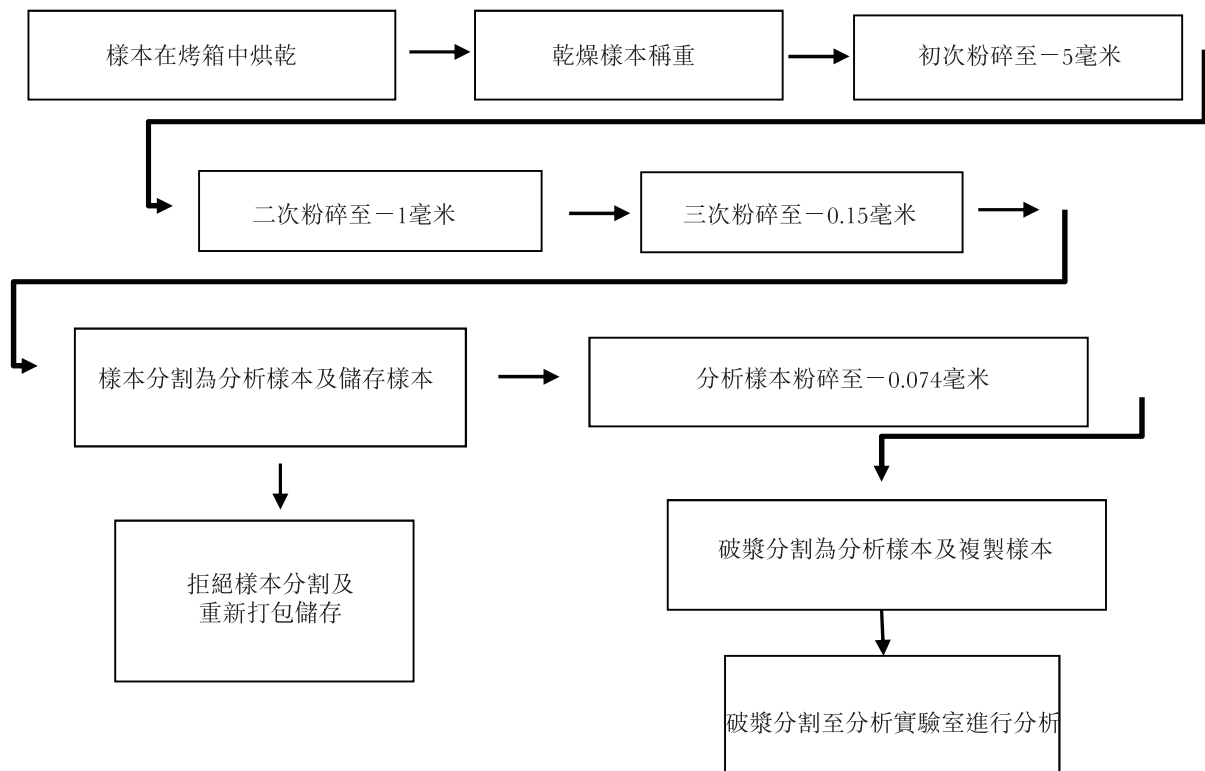 樣本在烤箱中烘乾
乾燥樣本稱重
初次粉碎至－5毫米
二次粉碎至－1毫米
三次粉碎至－0.15毫米
樣本分割為分析樣本及儲存樣本
分析樣本粉碎至－0.074毫米
拒絕樣本分割及
重新打包儲存
破漿分割為分析樣本及複製樣本
破漿分割至分析實驗室進行分析